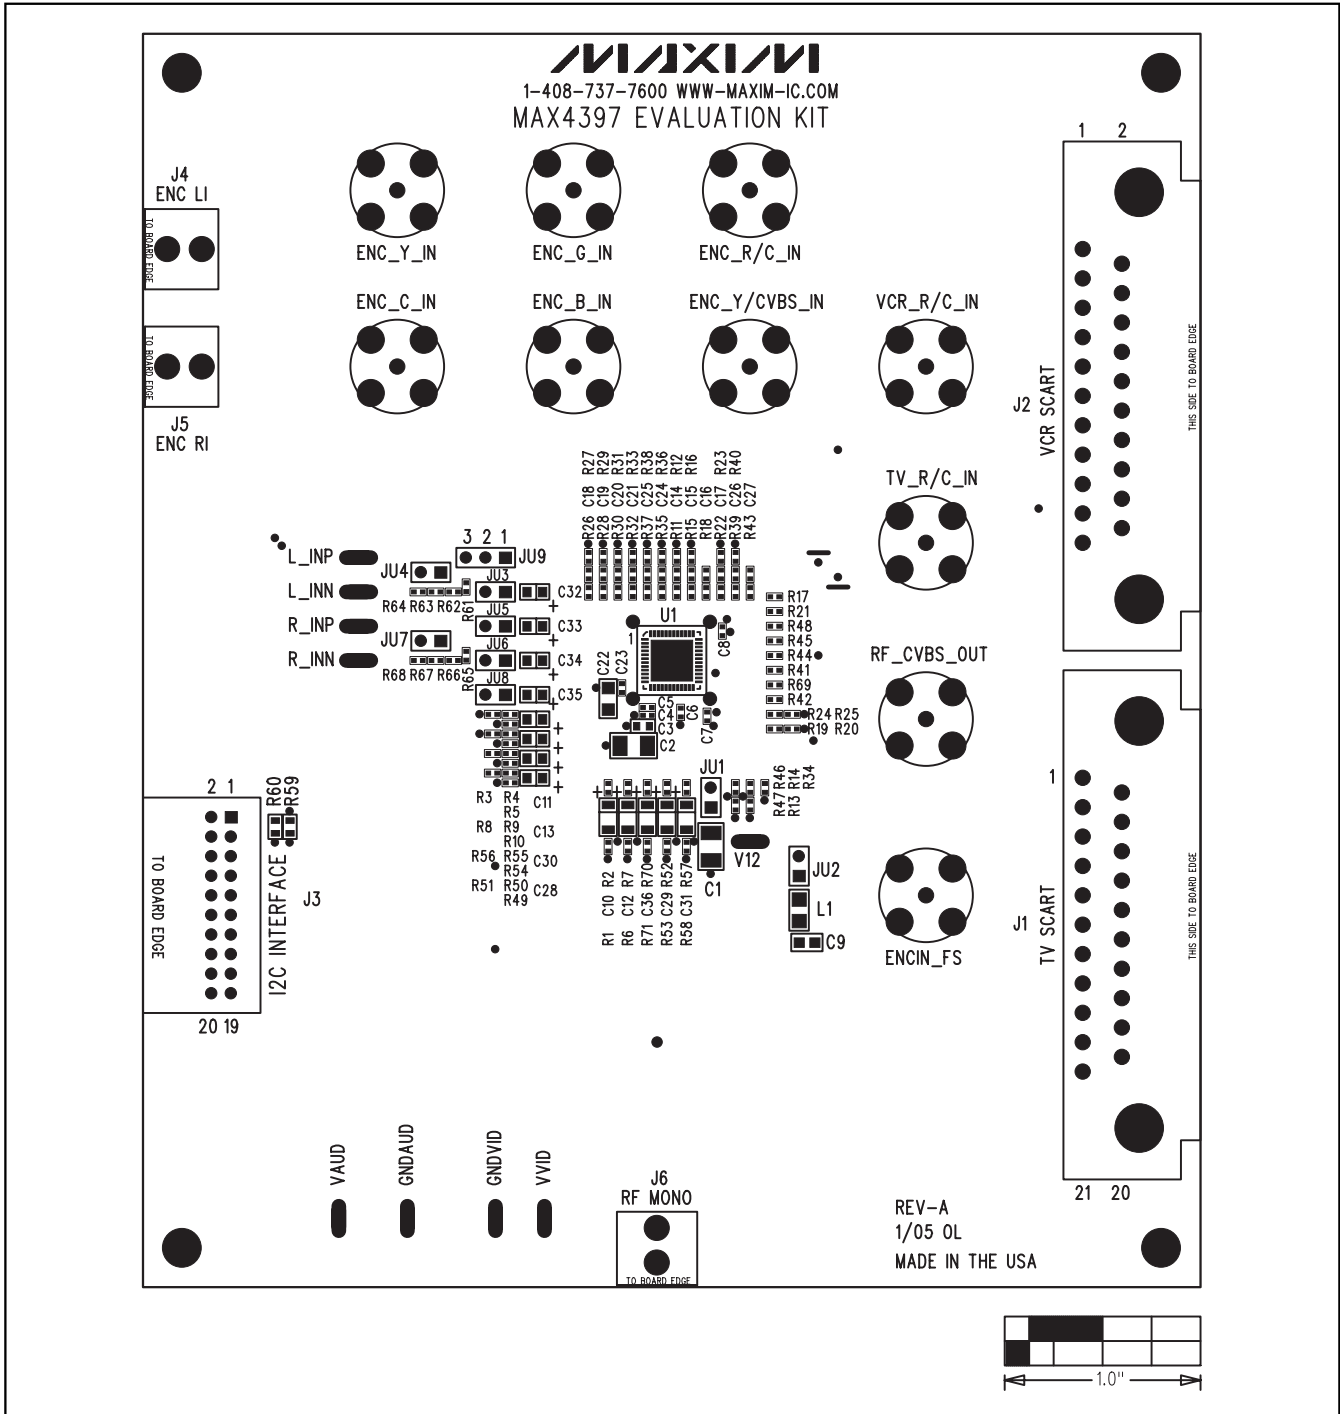 MAXIM
1-408-737-7600 WWW-MAXIM-IC.COM
MAX4397 EVALUATION KIT
1 2
J4
ENC LI
TO BOARD EDGE
ENC_Y_IN
ENC_G_IN
ENC_R/C_IN
ENC_C_IN
ENC_B_IN
ENC_Y/CVBS_IN
VCR_R/C_IN
TO BOARD EDGE
J5
ENC RI
J2
VCR SCART
THIS SIDE TO BOARD EDGE
TV_R/C_IN
R27 R29 R31 R33 R38 R36 R12 R16 R23 R40
C18 C19 C20 C21 C25 C24 C14 C15 C16 C17 C26 C27
R26 R28 R30 R32 R37 R35 R11 R15 R18 R22 R39 R43
3 2 1
JU9
L_INP
JU4
JU3
L_INN
R64 R63 R62 R61
C32
+
R_INP
JU5
C33
+
JU7
R_INN
JU6
C34
+
R68 R67 R66 R65
JU8
C35
+
+
+
+
+
U1
1
C8
C22 C23
C5
C4
C3
C2
C6
C7
R17
R21
R48
R45
R44
R41
R69
R42
R24 R25
R19 R20
RF_CVBS_OUT
R3 R4 C11
R5
R8 R9 C13
R10
R56 R55 C30
R54
R51 R50 C28
R49
JU1
+ + + + +
R46 R14 R34
R47 R13
V12
R2 R7 R70 R52 R57
C10 C12 C36 C29 C31
R1 R6 R71 R53 R58
C1
JU2
L1
C9
ENCIN_FS
2 1
R60 R59
TO BOARD EDGE
I2C INTERFACE
J3
20 19
1
J1
TV SCART
THIS SIDE TO BOARD EDGE
21 20
VAUD
GNDAUD
GNDVID
VVID
J6
RF MONO
TO BOARD EDGE
REV-A
1/05 OL
MADE IN THE USA
1.0"